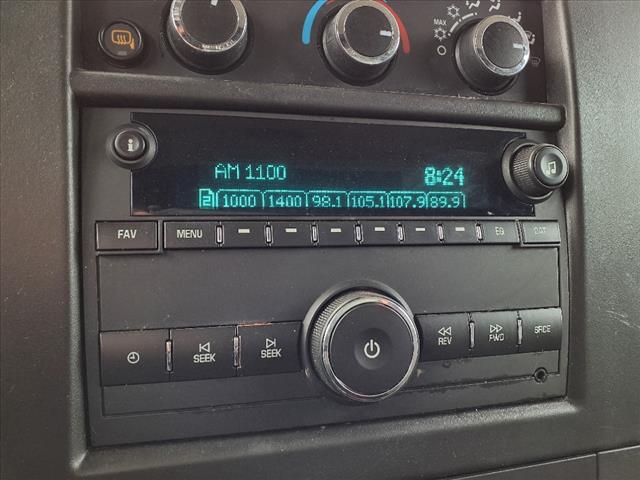 MAX
AM 1100 8:24
2 1000 1400 98.1 105.1 107.9 89.9
FAV MENU EQ CAT
SEEK SEEK REV FWD SRCE